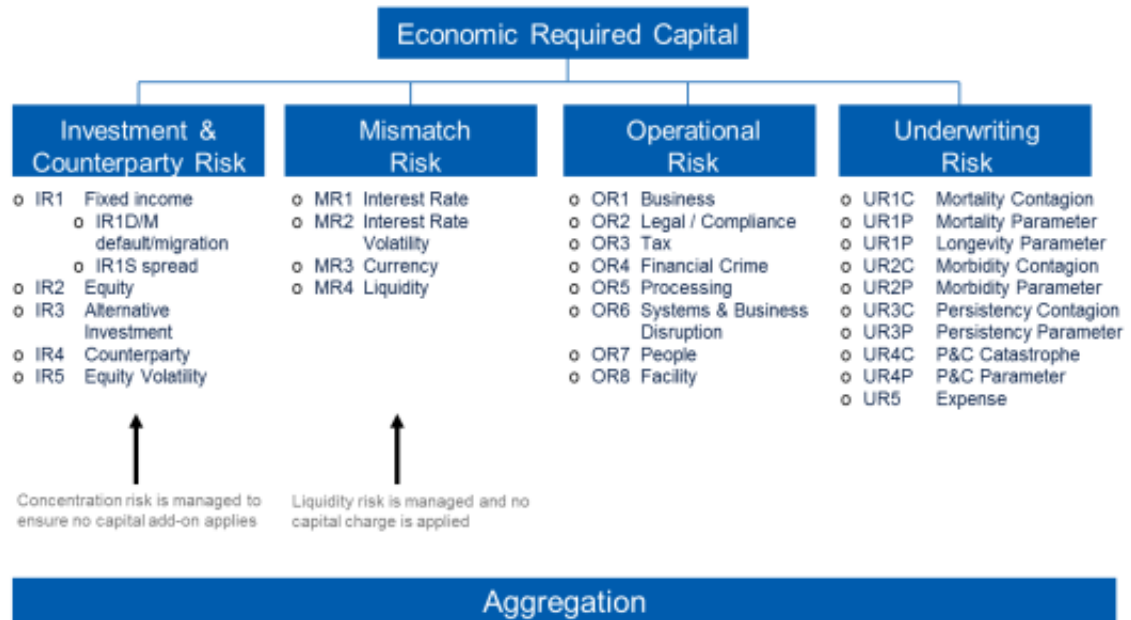 Economic Required Capital
Investment &
Counterparty Risk
o IR1 Fixed income
o IR1D/M
default/migration
o IR1S spread
o IR2 Equity
o IR3 Alternative
Investment
o IR4 Counterparty
o IR5 Equity Volatility
Concentration risk is managed to
ensure no capital add-on applies
Mismatch
Risk
o MR1 Interest Rate
o MR2 Interest Rate
Volatility
o MR3 Currency
o MR4 Liquidity
Liquidity risk is managed and no
capital charge is applied
Operational
Risk
o OR1 Business
o OR2 Legal / Compliance
o OR3 Tax
o OR4 Financial Crime
o OR5 Processing
o OR6 Systems & Business
Disruption
o OR7 People
o OR8 Facility
Underwriting
Risk
o UR1C Mortality Contagion
o UR1P Mortality Parameter
o UR1P Longevity Parameter
o UR2C Morbidity Contagion
o UR2P Morbidity Parameter
o UR3C Persistency Contagion
o UR3P Persistency Parameter
o UR4C P&C Catastrophe
o UR4P P&C Parameter
o UR5 Expense
Aggregation